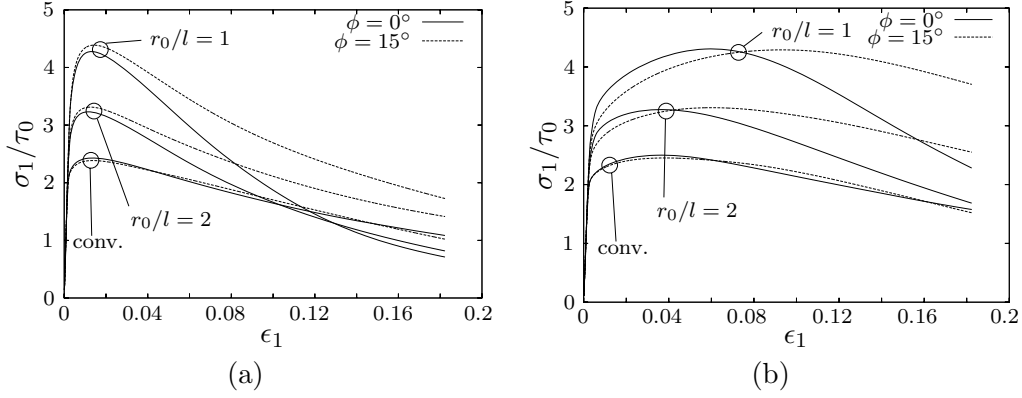 5
4
3
2
1
0
σ₁/τ₀
r₀/l = 1
ϕ = 0°
ϕ = 15°
r₀/l = 2
conv.
0 0.04 0.08 0.12 0.16 0.2
ϵ₁
(a)
5
4
3
2
1
0
σ₁/τ₀
r₀/l = 1
ϕ = 0°
ϕ = 15°
r₀/l = 2
conv.
0 0.04 0.08 0.12 0.16 0.2
ϵ₁
(b)